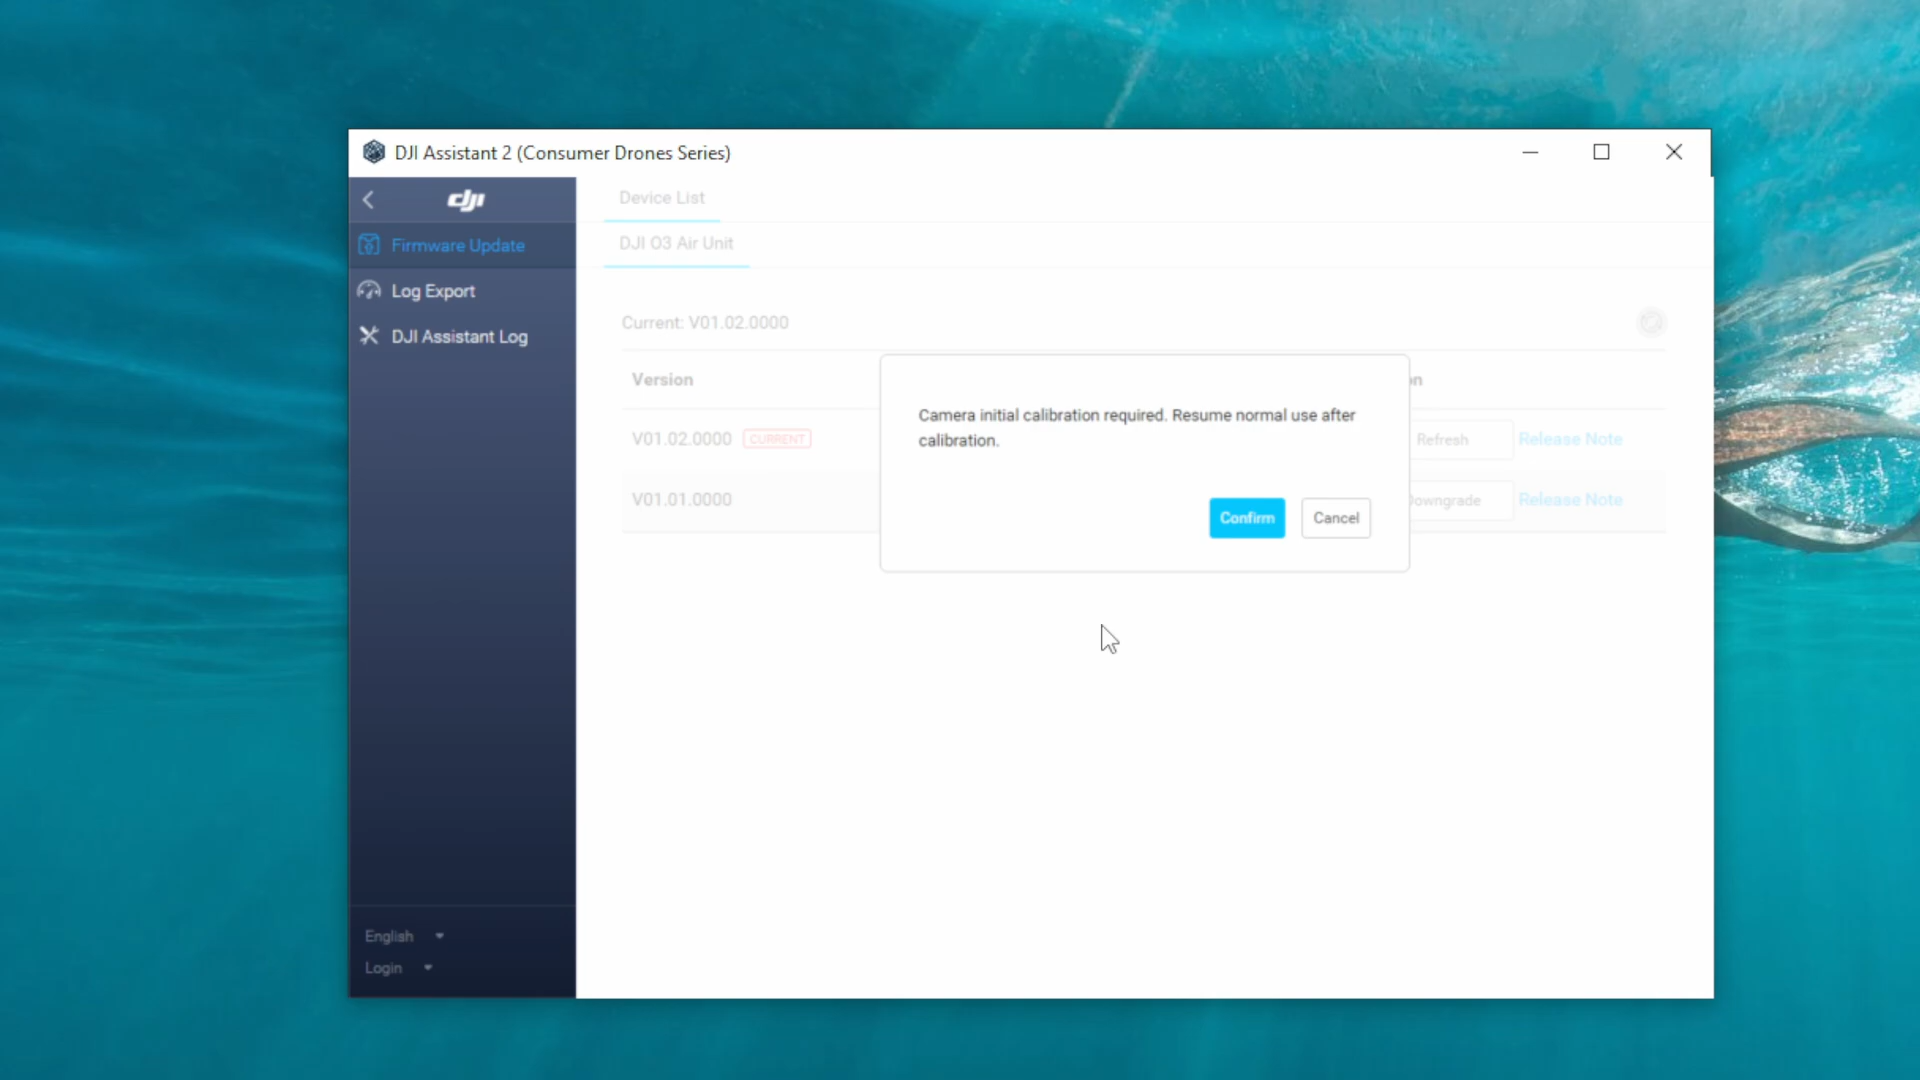 DJI Assistant 2 (Consumer Drones Series)
dji
Device List
Firmware Update
DJI O3 Air Unit
Log Export
Current: V01.02.0000
DJI Assistant Log
Version
on
Camera initial calibration required. Resume normal use after
calibration.
V01.02.0000 CURRENT
Refresh Release Note
V01.01.0000
Downgrade Release Note
Confirm Cancel
English
Login